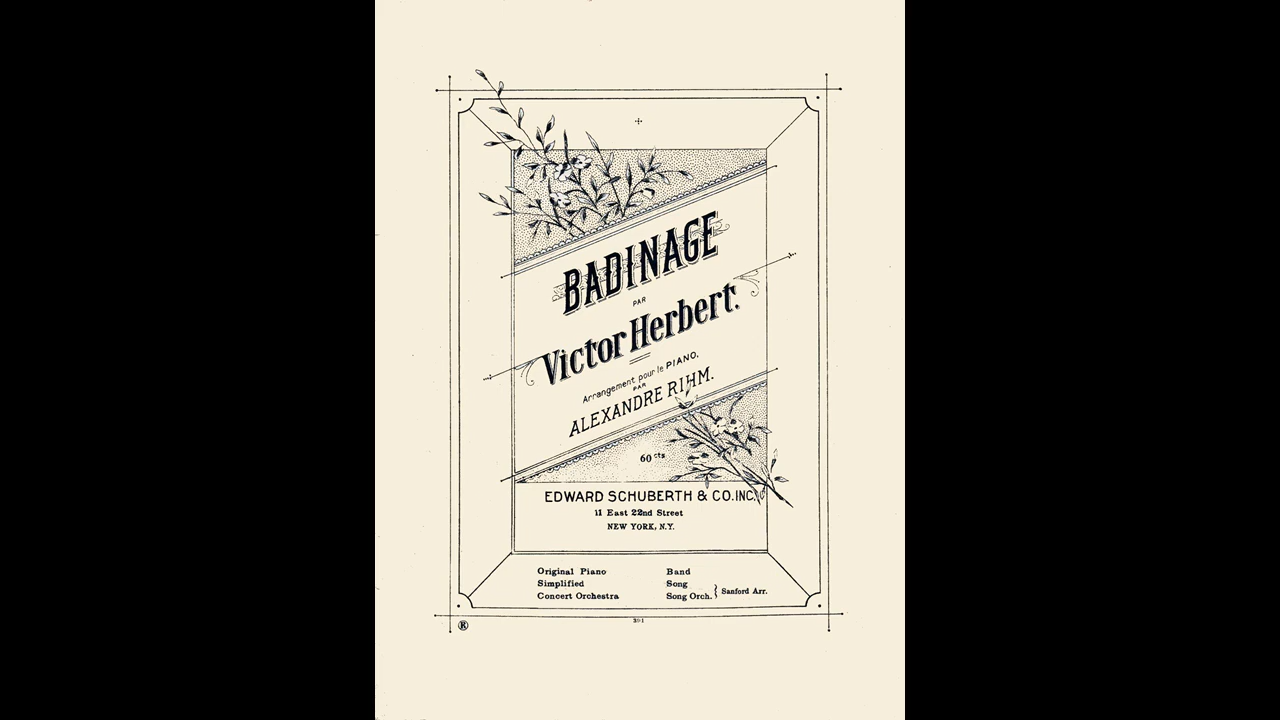 BADINAGE
PAR
Victor Herbert.
Arrangement pour le PIANO,
PAR
ALEXANDRE RIHM.
60 cts
EDWARD SCHUBERTH & CO. INC.
11 East 22nd Street
NEW YORK, N.Y.
Original Piano
Simplified
Concert Orchestra
Band
Song
Song Orch. } Sanford Arr.
®